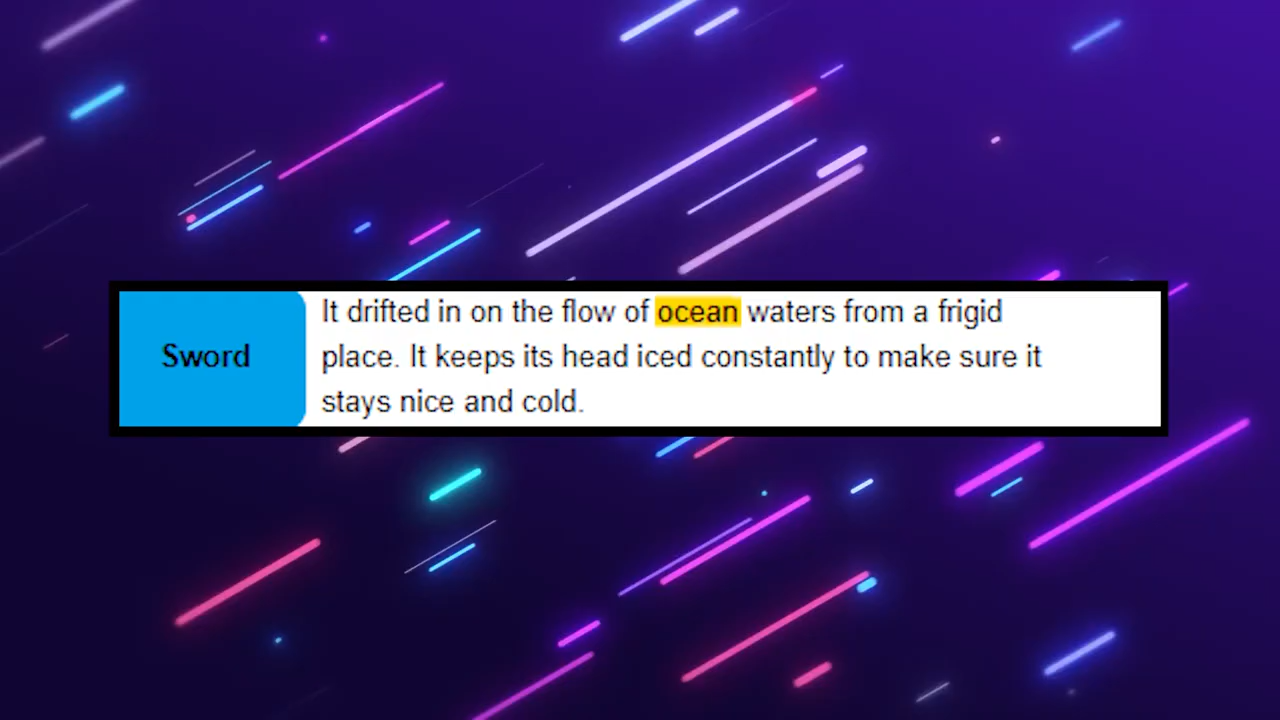 Sword
It drifted in on the flow of ocean waters from a frigid
place. It keeps its head iced constantly to make sure it
stays nice and cold.